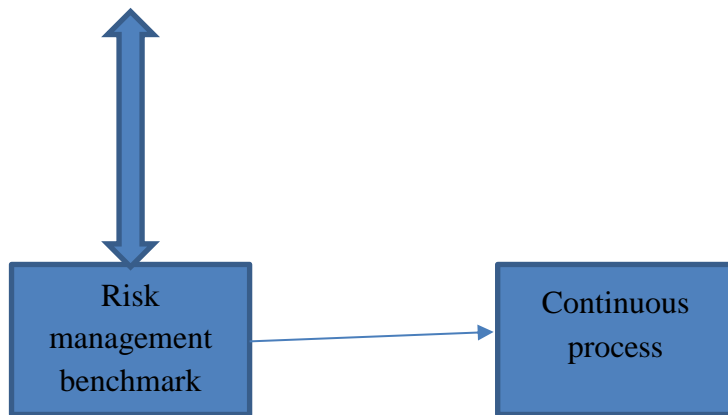 Risk
management
benchmark
Continuous
process